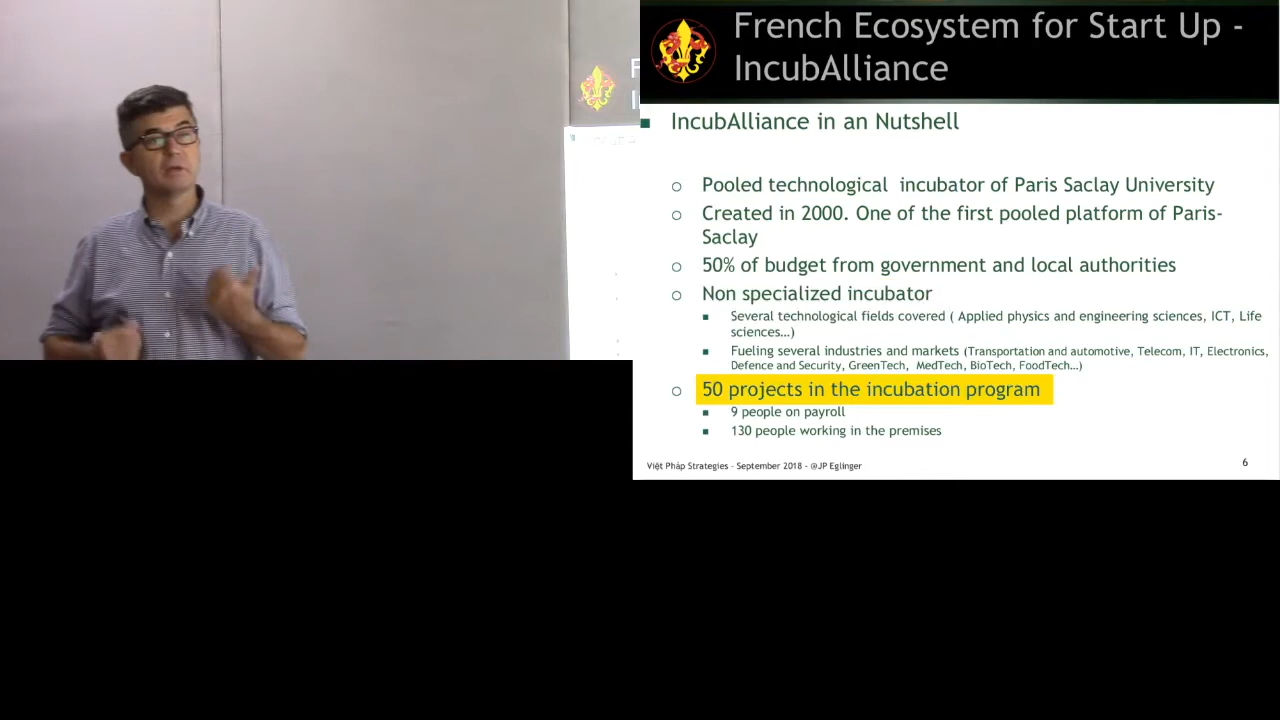 French Ecosystem for Start Up -
IncubAlliance
IncubAlliance in an Nutshell
Pooled technological incubator of Paris Saclay University
Created in 2000. One of the first pooled platform of Paris-
Saclay
50% of budget from government and local authorities
Non specialized incubator
Several technological fields covered ( Applied physics and engineering sciences, ICT, Life
sciences…)
Fueling several industries and markets (Transportation and automotive, Telecom, IT, Electronics,
Defence and Security, GreenTech, MedTech, BioTech, FoodTech…)
50 projects in the incubation program
9 people on payroll
130 people working in the premises
Việt Pháp Strategies - September 2018 - @JP Eglinger
6